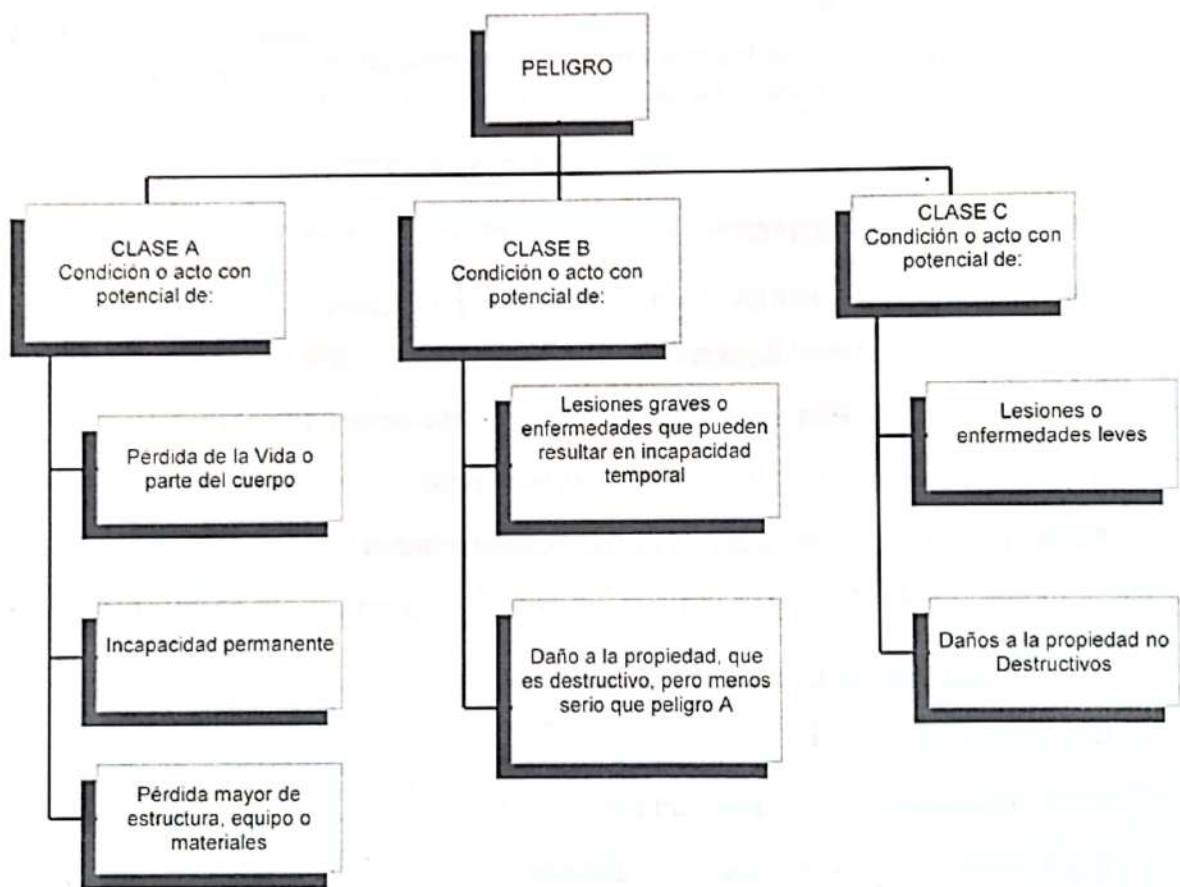 PELIGRO
CLASE A
Condición o acto con
potencial de:
Pérdida de la Vida o
parte del cuerpo
Incapacidad permanente
Pérdida mayor de
estructura, equipo o
materiales
CLASE B
Condición o acto con
potencial de:
Lesiones graves o
enfermedades que pueden
resultar en incapacidad
temporal
Daño a la propiedad, que
es destructivo, pero menos
serio que peligro A
CLASE C
Condición o acto con
potencial de:
Lesiones o
enfermedades leves
Daños a la propiedad no
Destructivos